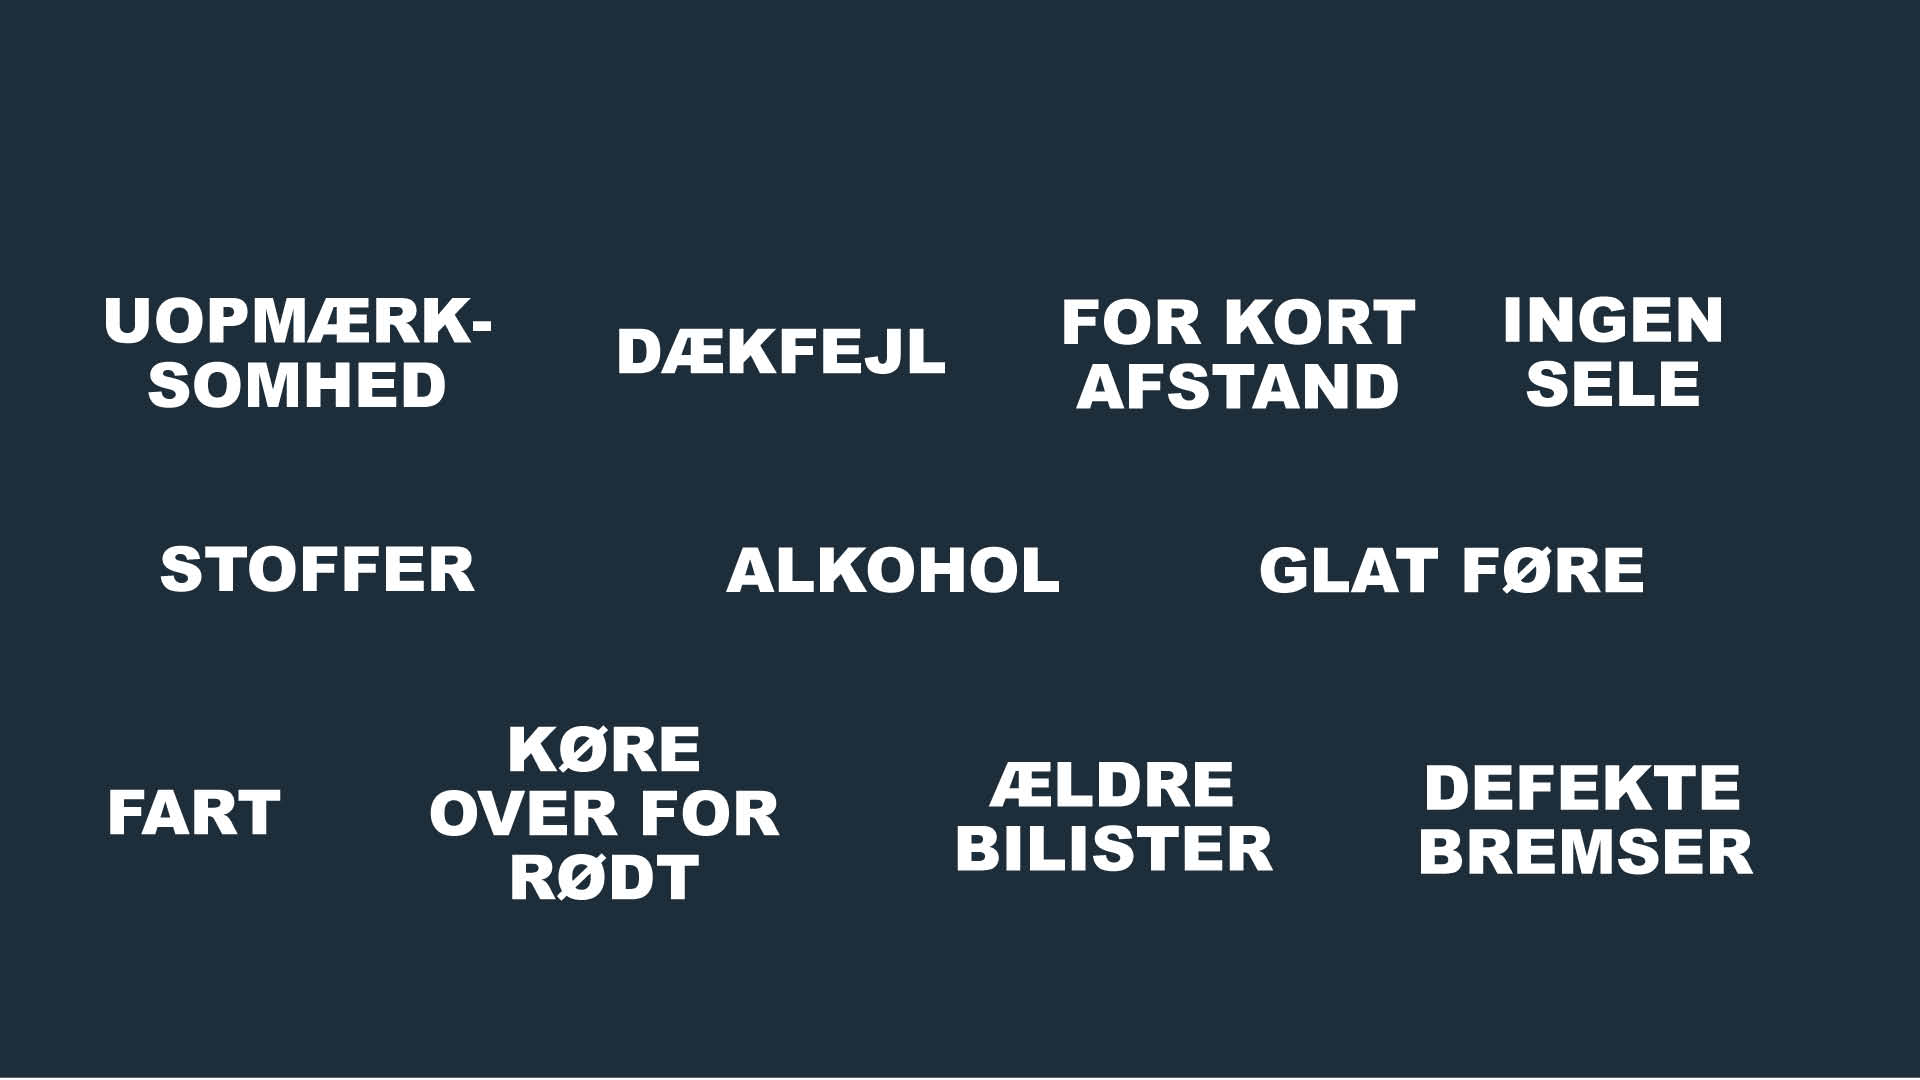 UOPMÆRK-
SOMHED
DÆKFEJL
FOR KORT
AFSTAND
INGEN
SELE
STOFFER
ALKOHOL
GLAT FØRE
FART
KØRE
OVER FOR
RØDT
ÆLDRE
BILISTER
DEFEKTE
BREMSER